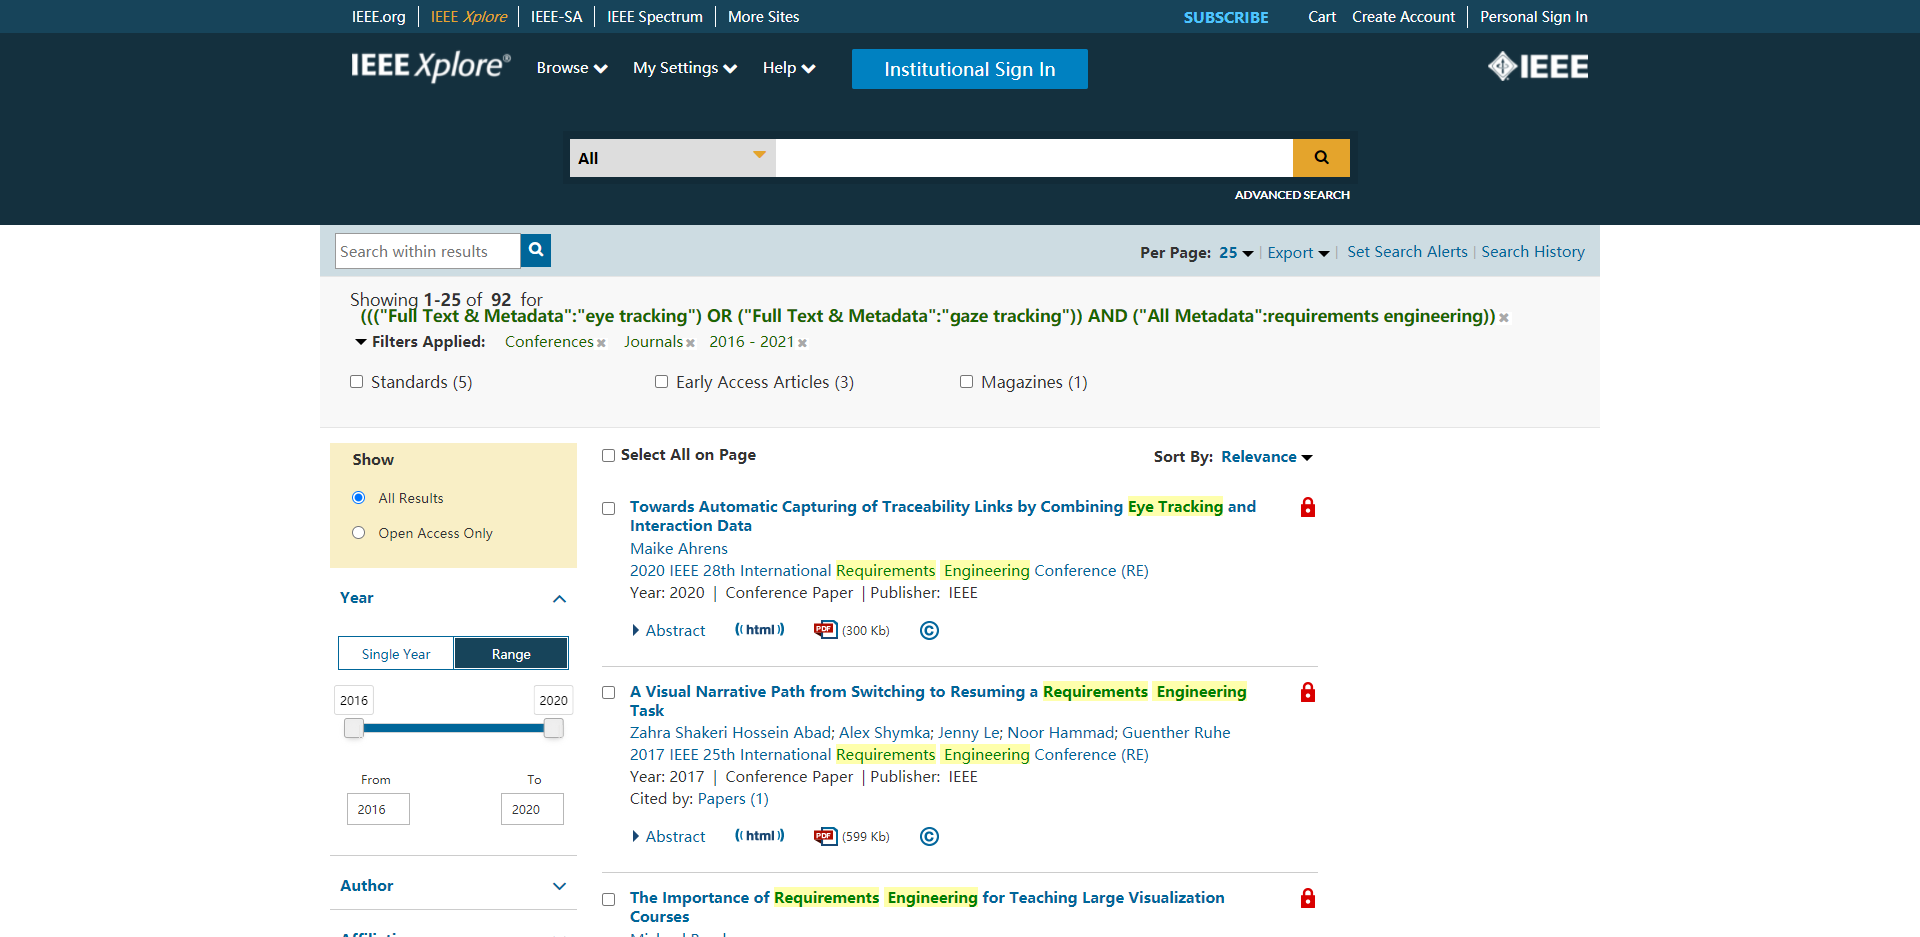 IEEE.org
IEEE Xplore
IEEE-SA
IEEE Spectrum
More Sites
SUBSCRIBE
Cart
Create Account
Personal Sign In
IEEE Xplore®
Browse
My Settings
Help
Institutional Sign In
IEEE
All
ADVANCED SEARCH
Search within results
Per Page: 25
Export
Set Search Alerts
Search History
Showing 1-25 of 92 for
((("Full Text & Metadata":"eye tracking") OR ("Full Text & Metadata":"gaze tracking")) AND ("All Metadata":requirements engineering))
Filters Applied:
Conferences
Journals
2016 - 2021
Standards (5)
Early Access Articles (3)
Magazines (1)
Show
All Results
Open Access Only
Year
Single Year
Range
2016
2020
From
To
2016
2020
Author
Select All on Page
Sort By: Relevance
Towards Automatic Capturing of Traceability Links by Combining Eye Tracking and
Interaction Data
Maike Ahrens
2020 IEEE 28th International Requirements Engineering Conference (RE)
Year: 2020 | Conference Paper | Publisher: IEEE
Abstract
((html))
PDF
(300 Kb)
©
A Visual Narrative Path from Switching to Resuming a Requirements Engineering
Task
Zahra Shakeri Hossein Abad; Alex Shymka; Jenny Le; Noor Hammad; Guenther Ruhe
2017 IEEE 25th International Requirements Engineering Conference (RE)
Year: 2017 | Conference Paper | Publisher: IEEE
Cited by: Papers (1)
Abstract
((html))
PDF
(599 Kb)
©
The Importance of Requirements Engineering for Teaching Large Visualization
Courses